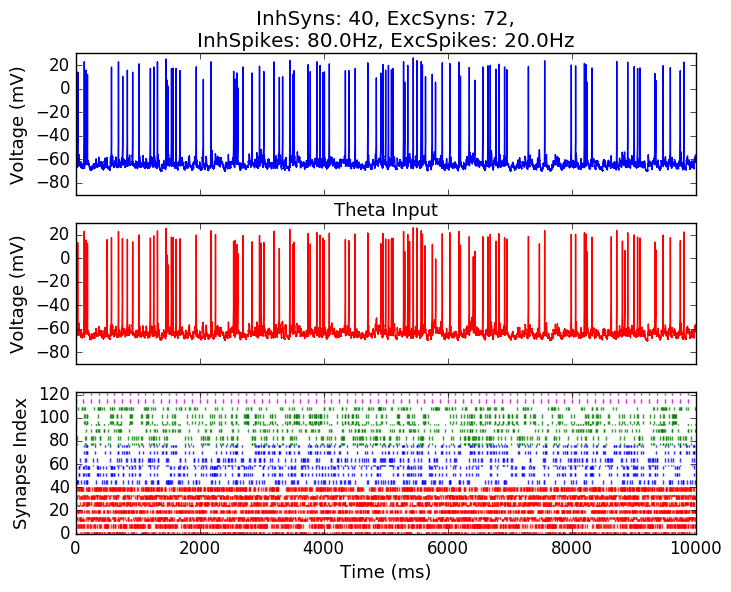 InhSyns: 40, ExcSyns: 72,
InhSpikes: 80.0Hz, ExcSpikes: 20.0Hz
20
0
−20
−40
−60
−80
Voltage (mV)
Theta Input
20
0
−20
−40
−60
−80
Voltage (mV)
120
100
80
60
40
20
0
Synapse Index
0 2000 4000 6000 8000 10000
Time (ms)